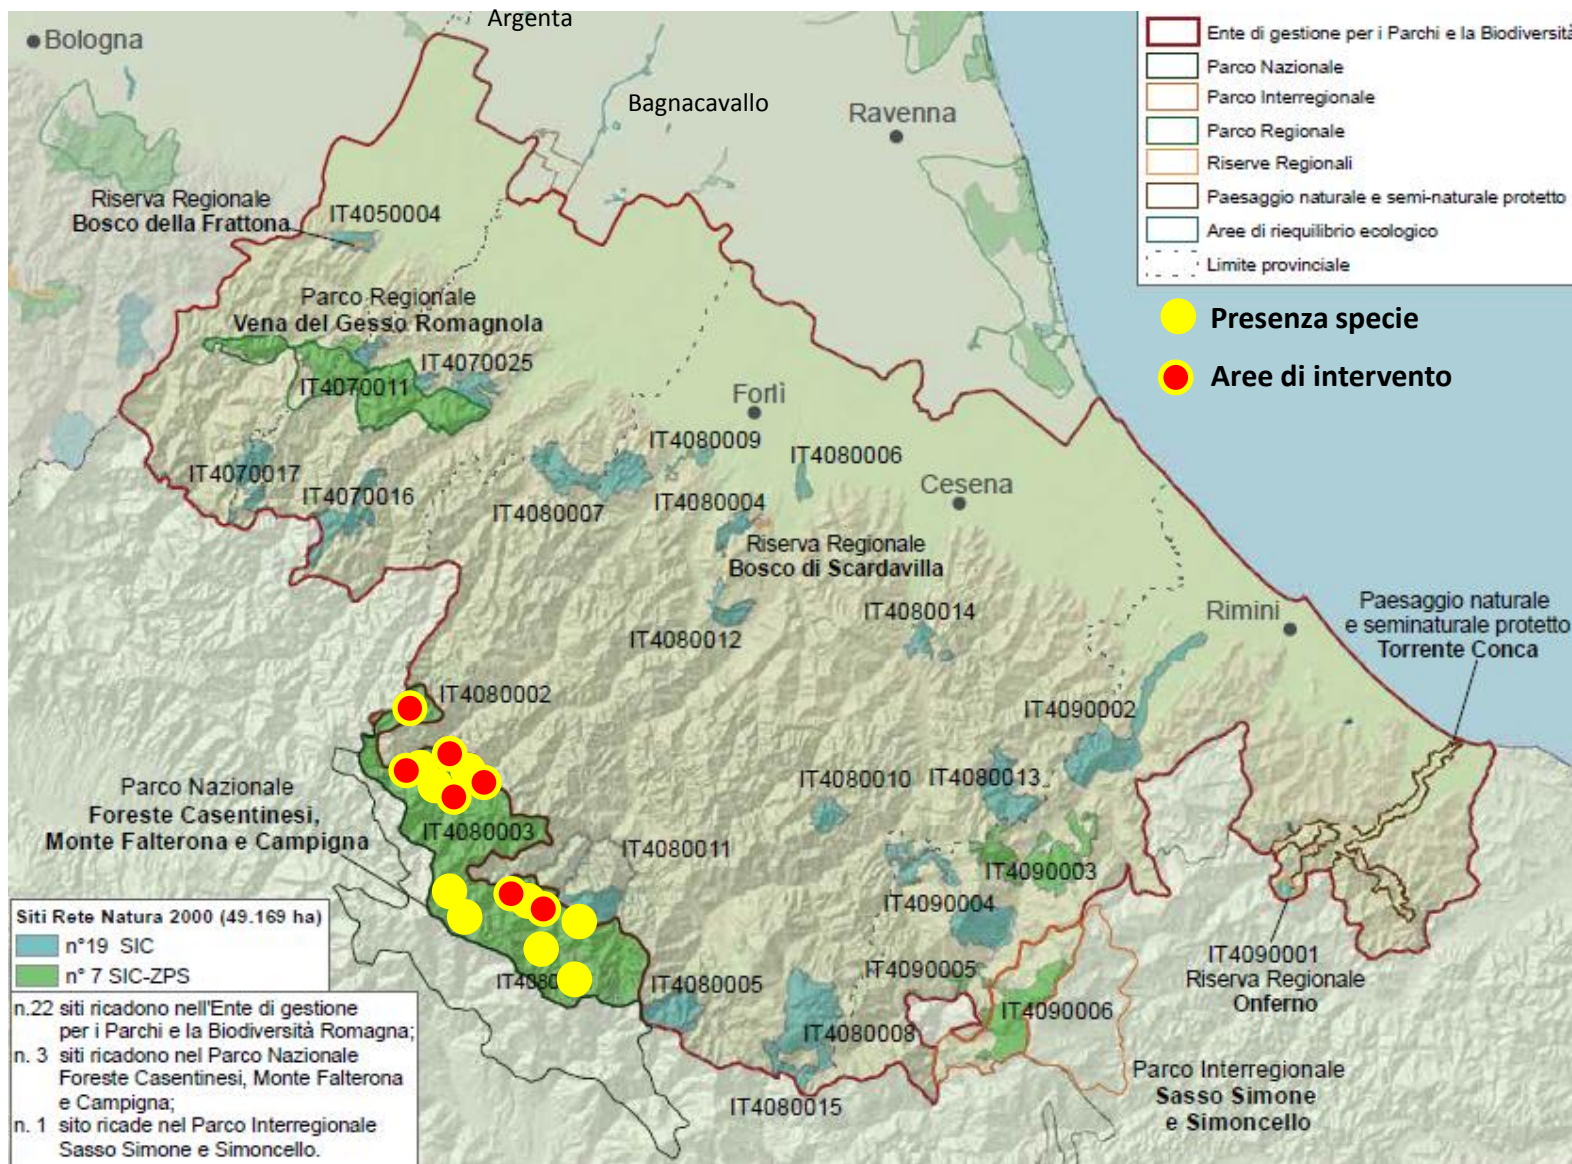 Argenta
Bologna
Bagnacavallo
Ravenna
Ente di gestione per i Parchi e la Biodiversità
Parco Nazionale
Parco Interregionale
Parco Regionale
Riserve Regionali
Paesaggio naturale e semi-naturale protetto
Aree di riequilibrio ecologico
Limite provinciale
Presenza specie
Aree di intervento
Riserva Regionale
Bosco della Frattona
IT4050004
Parco Regionale
Vena del Gesso Romagnola
IT4070025
IT4070011
Forlì
IT4080009
IT4080006
IT4070017
IT4070016
IT4080007
IT4080004
Cesena
Riserva Regionale
Bosco di Scardavilla
IT4080012
IT4080014
Rimini
Paesaggio naturale
e seminaturale protetto
Torrente Conca
IT4080002
IT4090002
Parco Nazionale
Foreste Casentinesi,
Monte Falterona e Campigna
IT4080003
IT4080010
IT4080013
IT4080011
IT4090003
IT4090004
IT4090001
Riserva Regionale
Onferno
IT4080005
IT4090005
IT4090006
IT4080008
IT4080015
Parco Interregionale
Sasso Simone
e Simoncello
Siti Rete Natura 2000 (49.169 ha)
n°19 SIC
n° 7 SIC-ZPS
n.22 siti ricadono nell'Ente di gestione
per i Parchi e la Biodiversità Romagna;
n. 3 siti ricadono nel Parco Nazionale
Foreste Casentinesi, Monte Falterona
e Campigna;
n. 1 sito ricade nel Parco Interregionale
Sasso Simone e Simoncello.